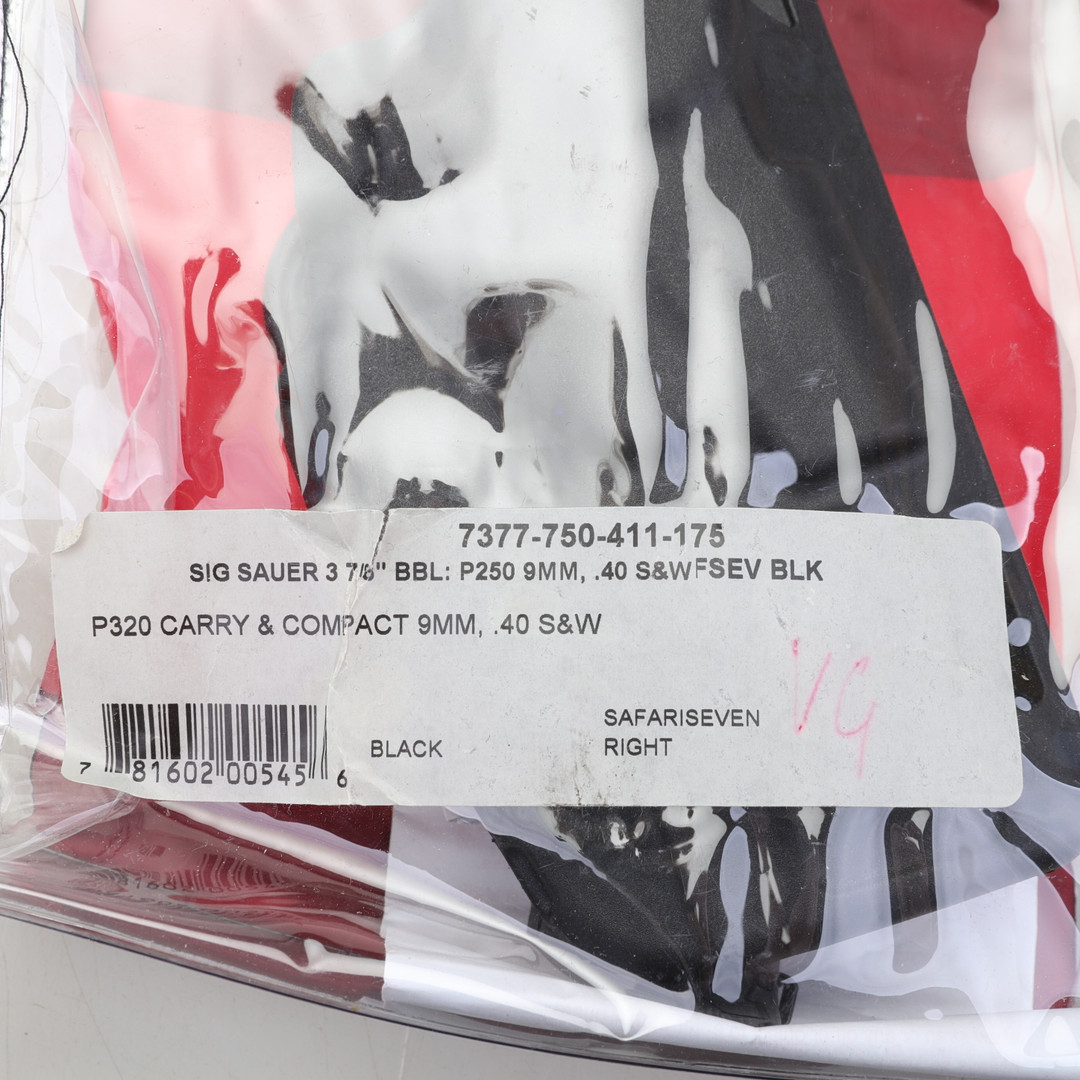 7377-750-411-175
SIG SAUER 3 7/8" BBL: P250 9MM, .40 S&WFSEV BLK
P320 CARRY & COMPACT 9MM, .40 S&W
SAFARISEVEN
BLACK RIGHT
VG
7 81602 00545 6